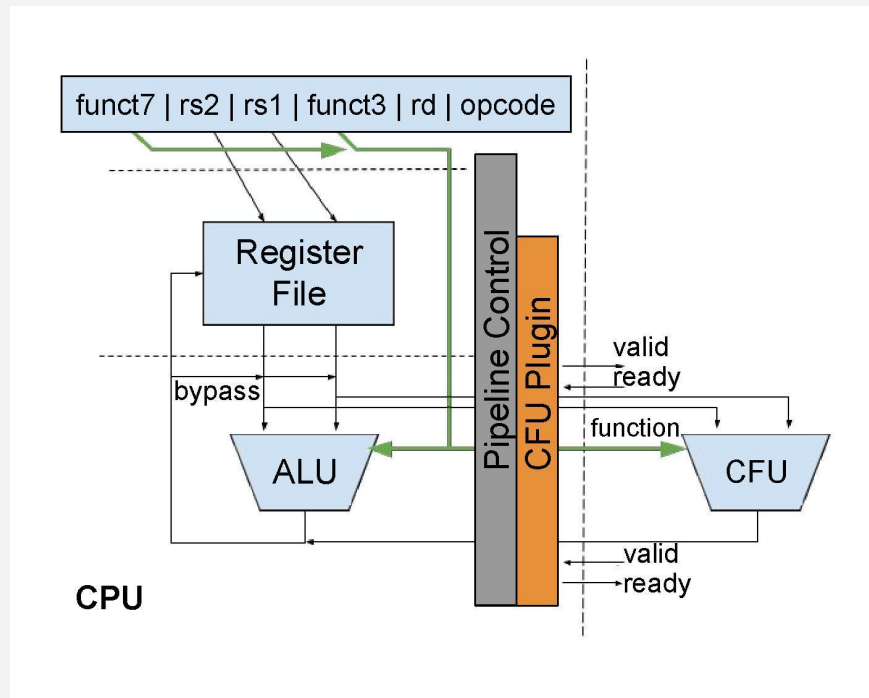 funct7 | rs2 | rs1 | funct3 | rd | opcode
Register
File
Pipeline Control
CFU Plugin
valid
ready
bypass
function
ALU
CFU
valid
ready
CPU